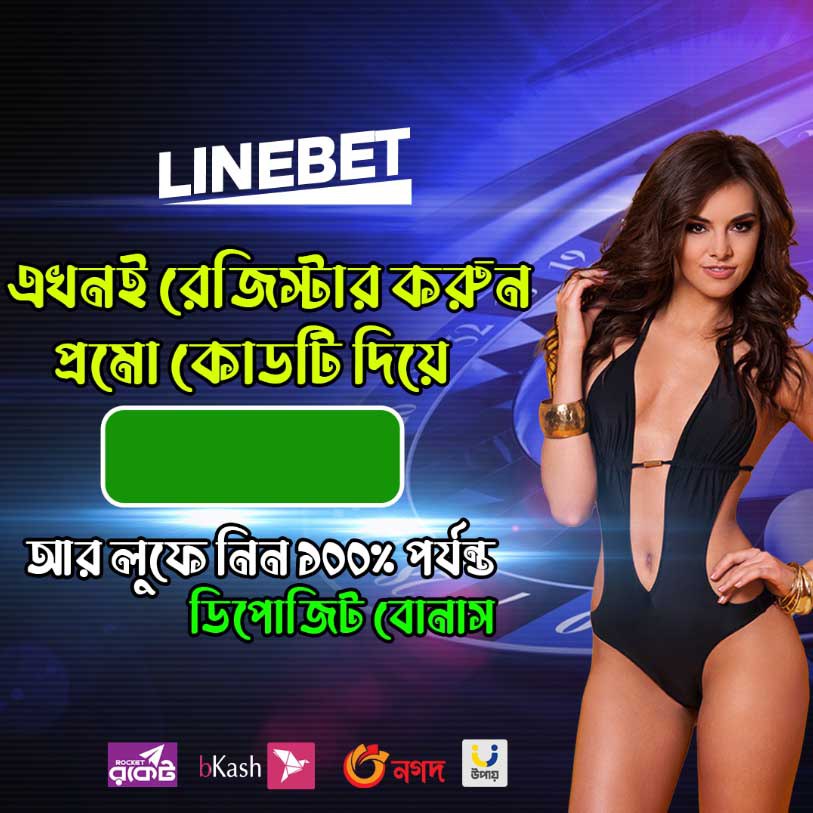 LINEBET
এখনই রেজিস্টার করুন
প্রমো কোডটি দিয়ে
আর লুফে নিন ১০০% পর্যন্ত
ডিপোজিট বোনাস
ROCKET
রকেট
bKash
নগদ
উপায়